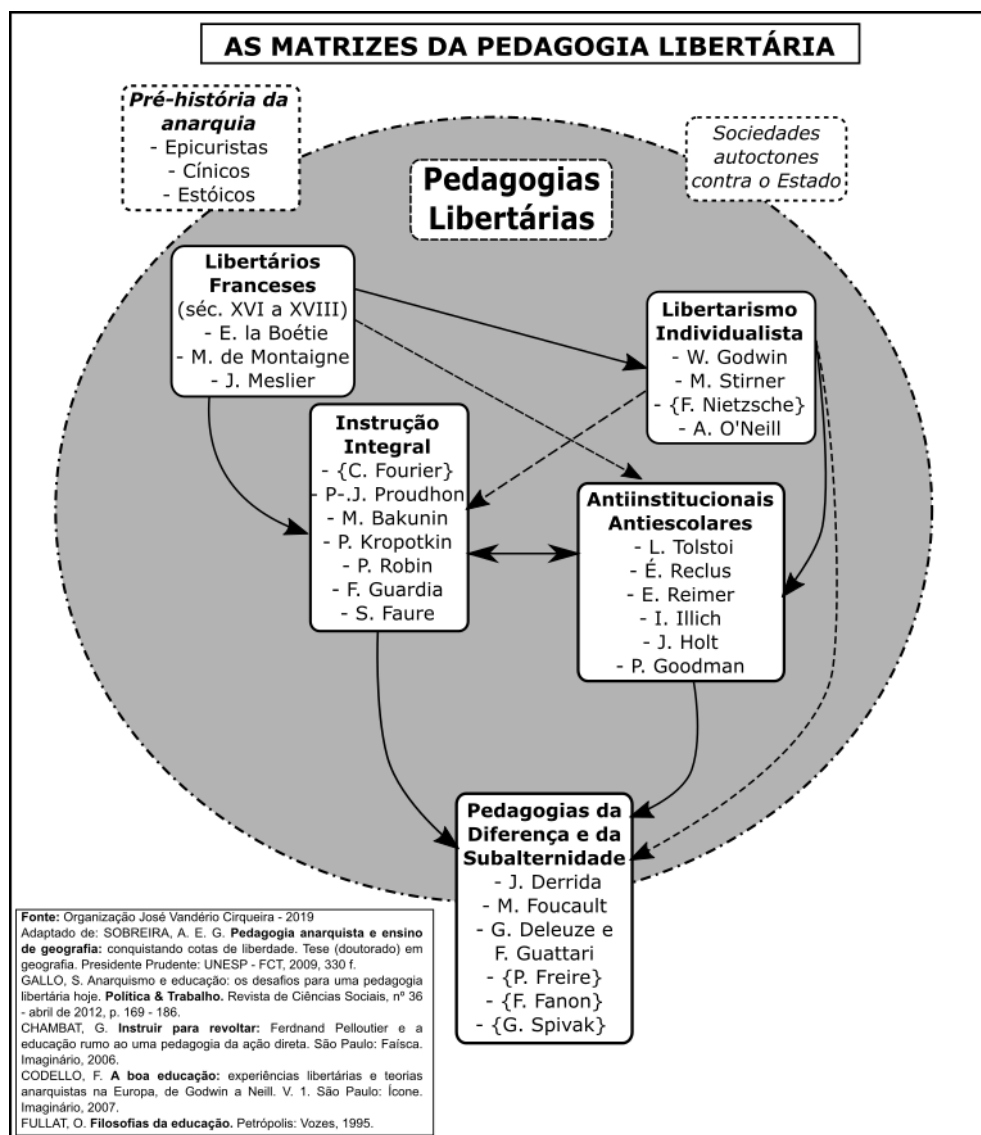 AS MATRIZES DA PEDAGOGIA LIBERTÁRIA
Pré-história da
anarquia
- Epicuristas
- Cínicos
- Estóicos
Sociedades
autoctones
contra o Estado
Pedagogias
Libertárias
Libertários
Franceses
(séc. XVI a XVIII)
- E. la Boétie
- M. de Montaigne
- J. Meslier
Libertarismo
Individualista
- W. Godwin
- M. Stirner
- {F. Nietzsche}
- A. O'Neill
Instrução
Integral
- {C. Fourier}
- P-.J. Proudhon
- M. Bakunin
- P. Kropotkin
- P. Robin
- F. Guardia
- S. Faure
Antiinstitucionais
Antiescolares
- L. Tolstoi
- É. Reclus
- E. Reimer
- I. Illich
- J. Holt
- P. Goodman
Pedagogias da
Diferença e da
Subalternidade
- J. Derrida
- M. Foucault
- G. Deleuze e
F. Guattari
- {P. Freire}
- {F. Fanon}
- {G. Spivak}
Fonte: Organização José Vandério Cirqueira - 2019
Adaptado de: SOBREIRA, A. E. G. Pedagogia anarquista e ensino
de geografia: conquistando cotas de liberdade. Tese (doutorado) em
geografia. Presidente Prudente: UNESP - FCT, 2009, 330 f.
GALLO, S. Anarquismo e educação: os desafios para uma pedagogia
libertária hoje. Política & Trabalho. Revista de Ciências Sociais, nº 36
- abril de 2012, p. 169 - 186.
CHAMBAT, G. Instruir para revoltar: Ferdnand Pelloutier e a
educação rumo ao uma pedagogia da ação direta. São Paulo: Faísca.
Imaginário, 2006.
CODELLO, F. A boa educação: experiências libertárias e teorias
anarquistas na Europa, de Godwin a Neill. V. 1. São Paulo: Ícone.
Imaginário, 2007.
FULLAT, O. Filosofias da educação. Petrópolis: Vozes, 1995.